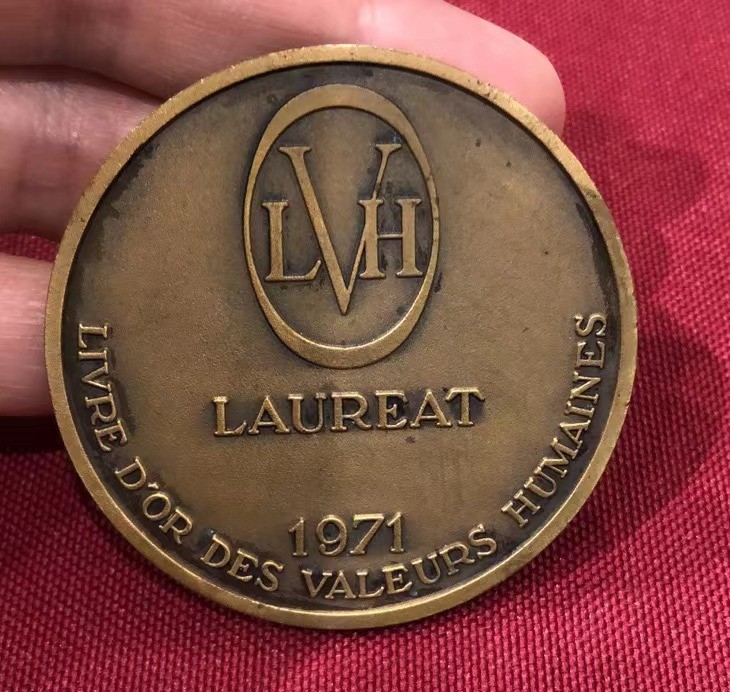 LVH
LAUREAT
1971
LIVRE D'OR DES VALEURS HUMAINES